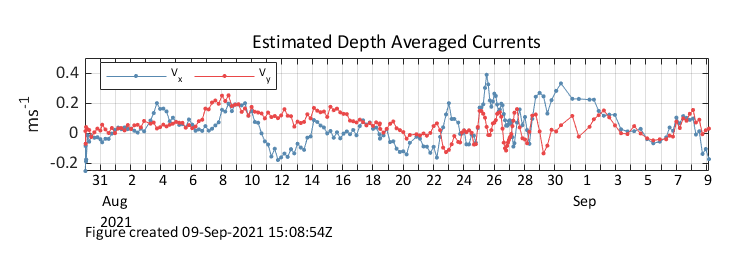 Estimated Depth Averaged Currents
Vx Vy
0.4
0.2
0
-0.2
ms-1
31 2 4 6 8 10 12 14 16 18 20 22 24 26 28 30 1 3 5 7 9
Aug Sep
2021
Figure created 09-Sep-2021 15:08:54Z